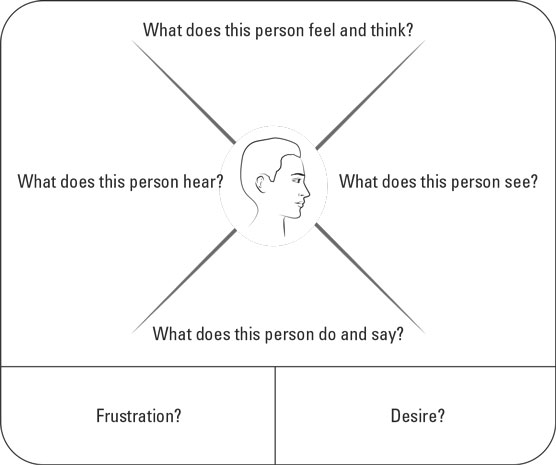 What does this person feel and think?
What does this person hear?
What does this person see?
What does this person do and say?
Frustration?
Desire?